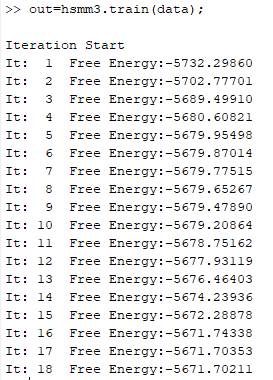 >> out=hsmm3.train(data);
Iteration Start
It:  1  Free Energy:-5732.29860
It:  2  Free Energy:-5702.77701
It:  3  Free Energy:-5689.49910
It:  4  Free Energy:-5680.60821
It:  5  Free Energy:-5679.95498
It:  6  Free Energy:-5679.87014
It:  7  Free Energy:-5679.77515
It:  8  Free Energy:-5679.65267
It:  9  Free Energy:-5679.47890
It: 10  Free Energy:-5679.20864
It: 11  Free Energy:-5678.75162
It: 12  Free Energy:-5677.93119
It: 13  Free Energy:-5676.46403
It: 14  Free Energy:-5674.23936
It: 15  Free Energy:-5672.28878
It: 16  Free Energy:-5671.74338
It: 17  Free Energy:-5671.70353
It: 18  Free Energy:-5671.70211